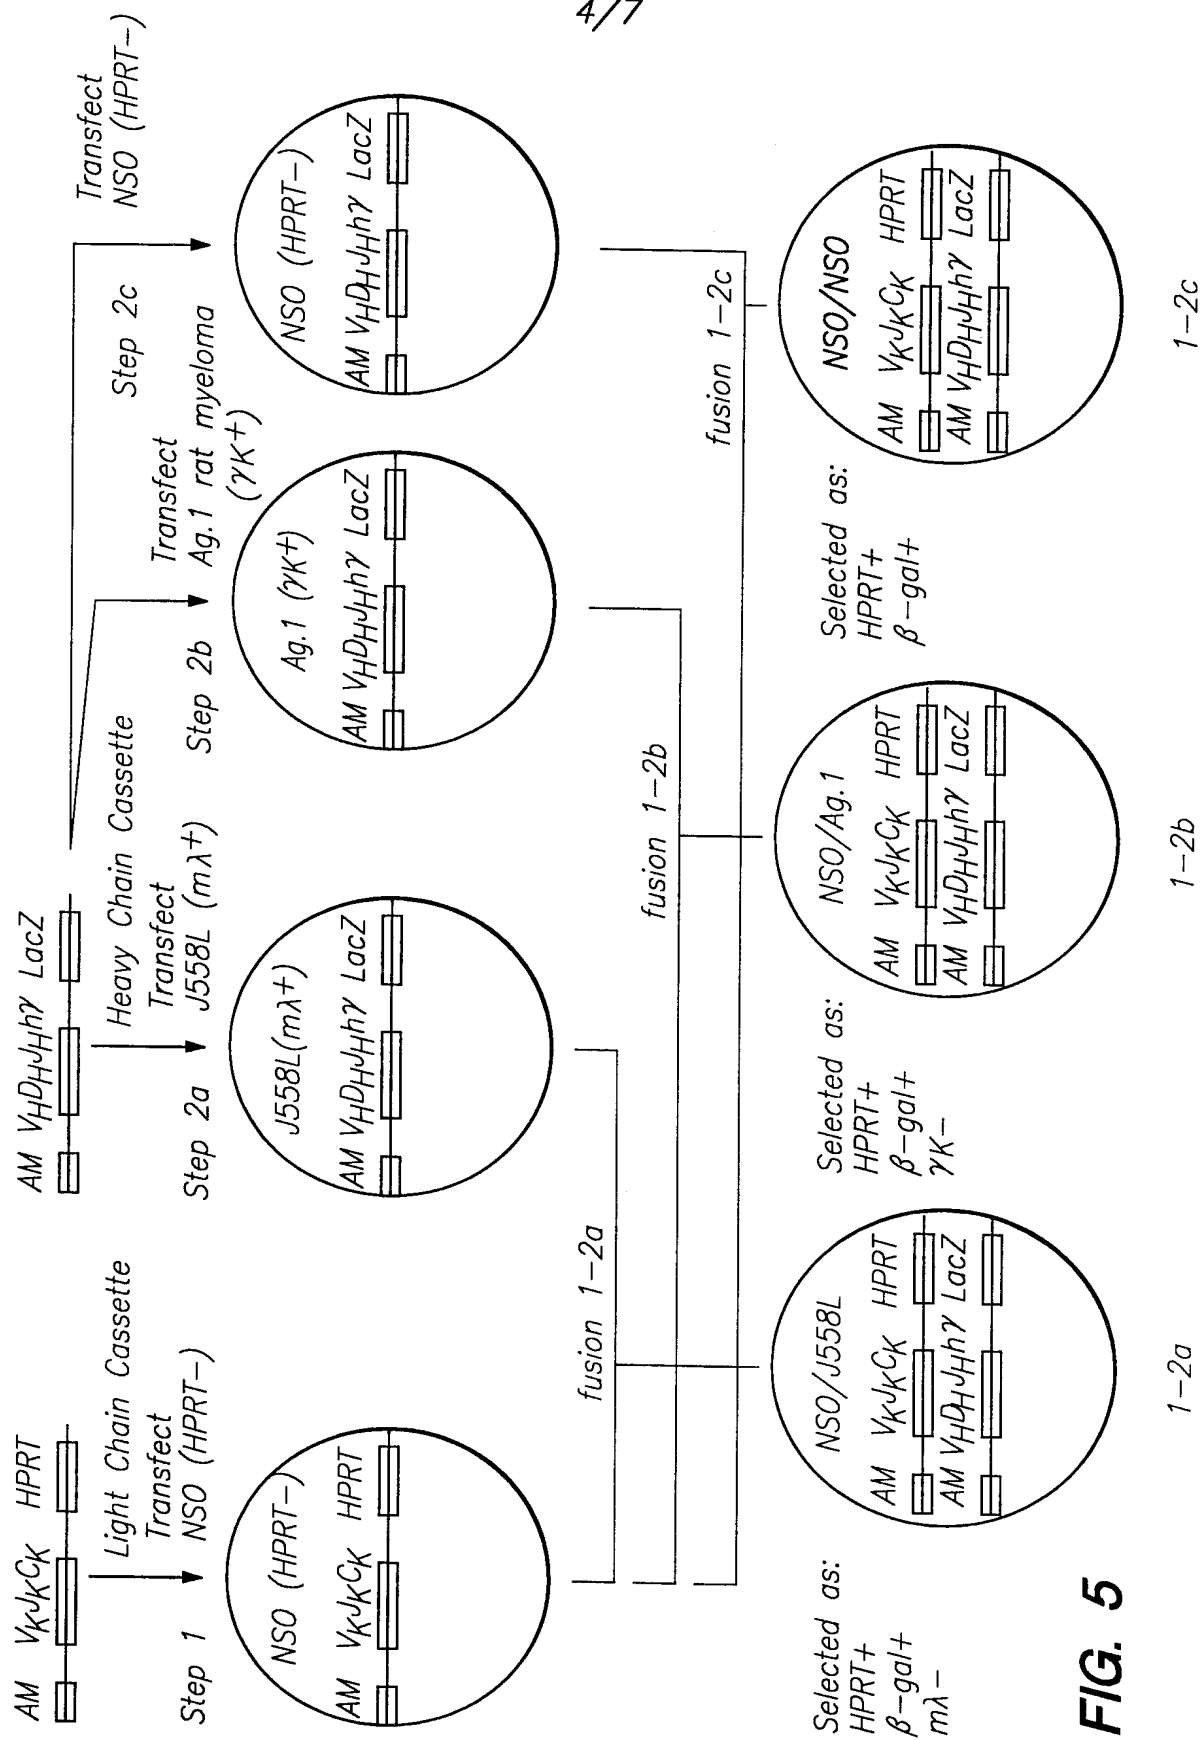 4/7
AM VKJKCK HPRT
Light Chain Cassette
Transfect
NSO (HPRT-)
Step 1
NSO (HPRT-)
AM VKJKCK HPRT
AM VHDHJHhγ LacZ
Heavy Chain Cassette
Transfect
J558L (mλ+)
Step 2a
J558L(mλ+)
AM VHDHJHhγ LacZ
Step 2b
Transfect
Ag.1 rat myeloma
(γK+)
Ag.1 (γK+)
AM VHDHJHhγ LacZ
Step 2c
Transfect
NSO (HPRT-)
NSO (HPRT-)
AM VHDHJHhγ LacZ
fusion 1-2a
fusion 1-2b
fusion 1-2c
Selected as:
HPRT+
β-gal+
mλ-
NSO/J558L
AM VKJKCK HPRT
AM VHDHJHhγ LacZ
1-2a
Selected as:
HPRT+
β-gal+
γK-
NSO/Ag.1
AM VKJKCK HPRT
AM VHDHJHhγ LacZ
1-2b
Selected as:
HPRT+
β-gal+
NSO/NSO
AM VKJKCK HPRT
AM VHDHJHhγ LacZ
1-2c
FIG. 5